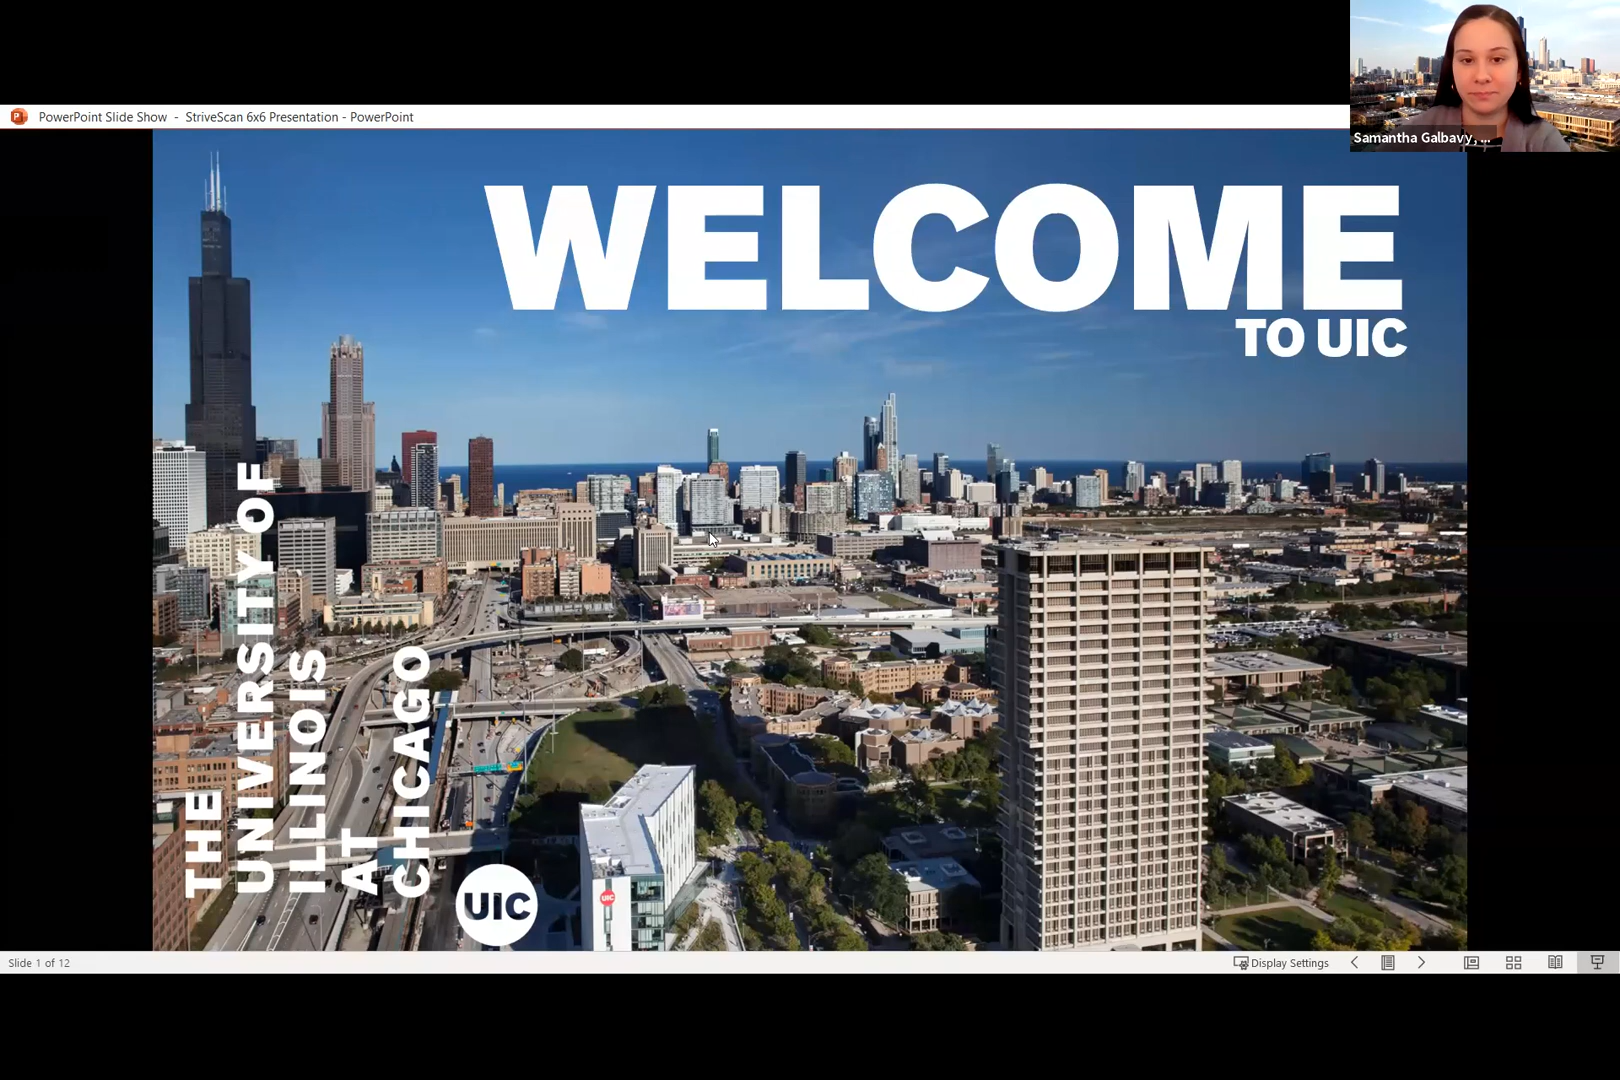 PowerPoint Slide Show - StriveScan 6x6 Presentation - PowerPoint
Samantha Galbavy, ...
WELCOME
TO UIC
THE
UNIVERSITY OF
ILLINOIS
AT
CHICAGO
UIC
UIC
Slide 1 of 12
Display Settings